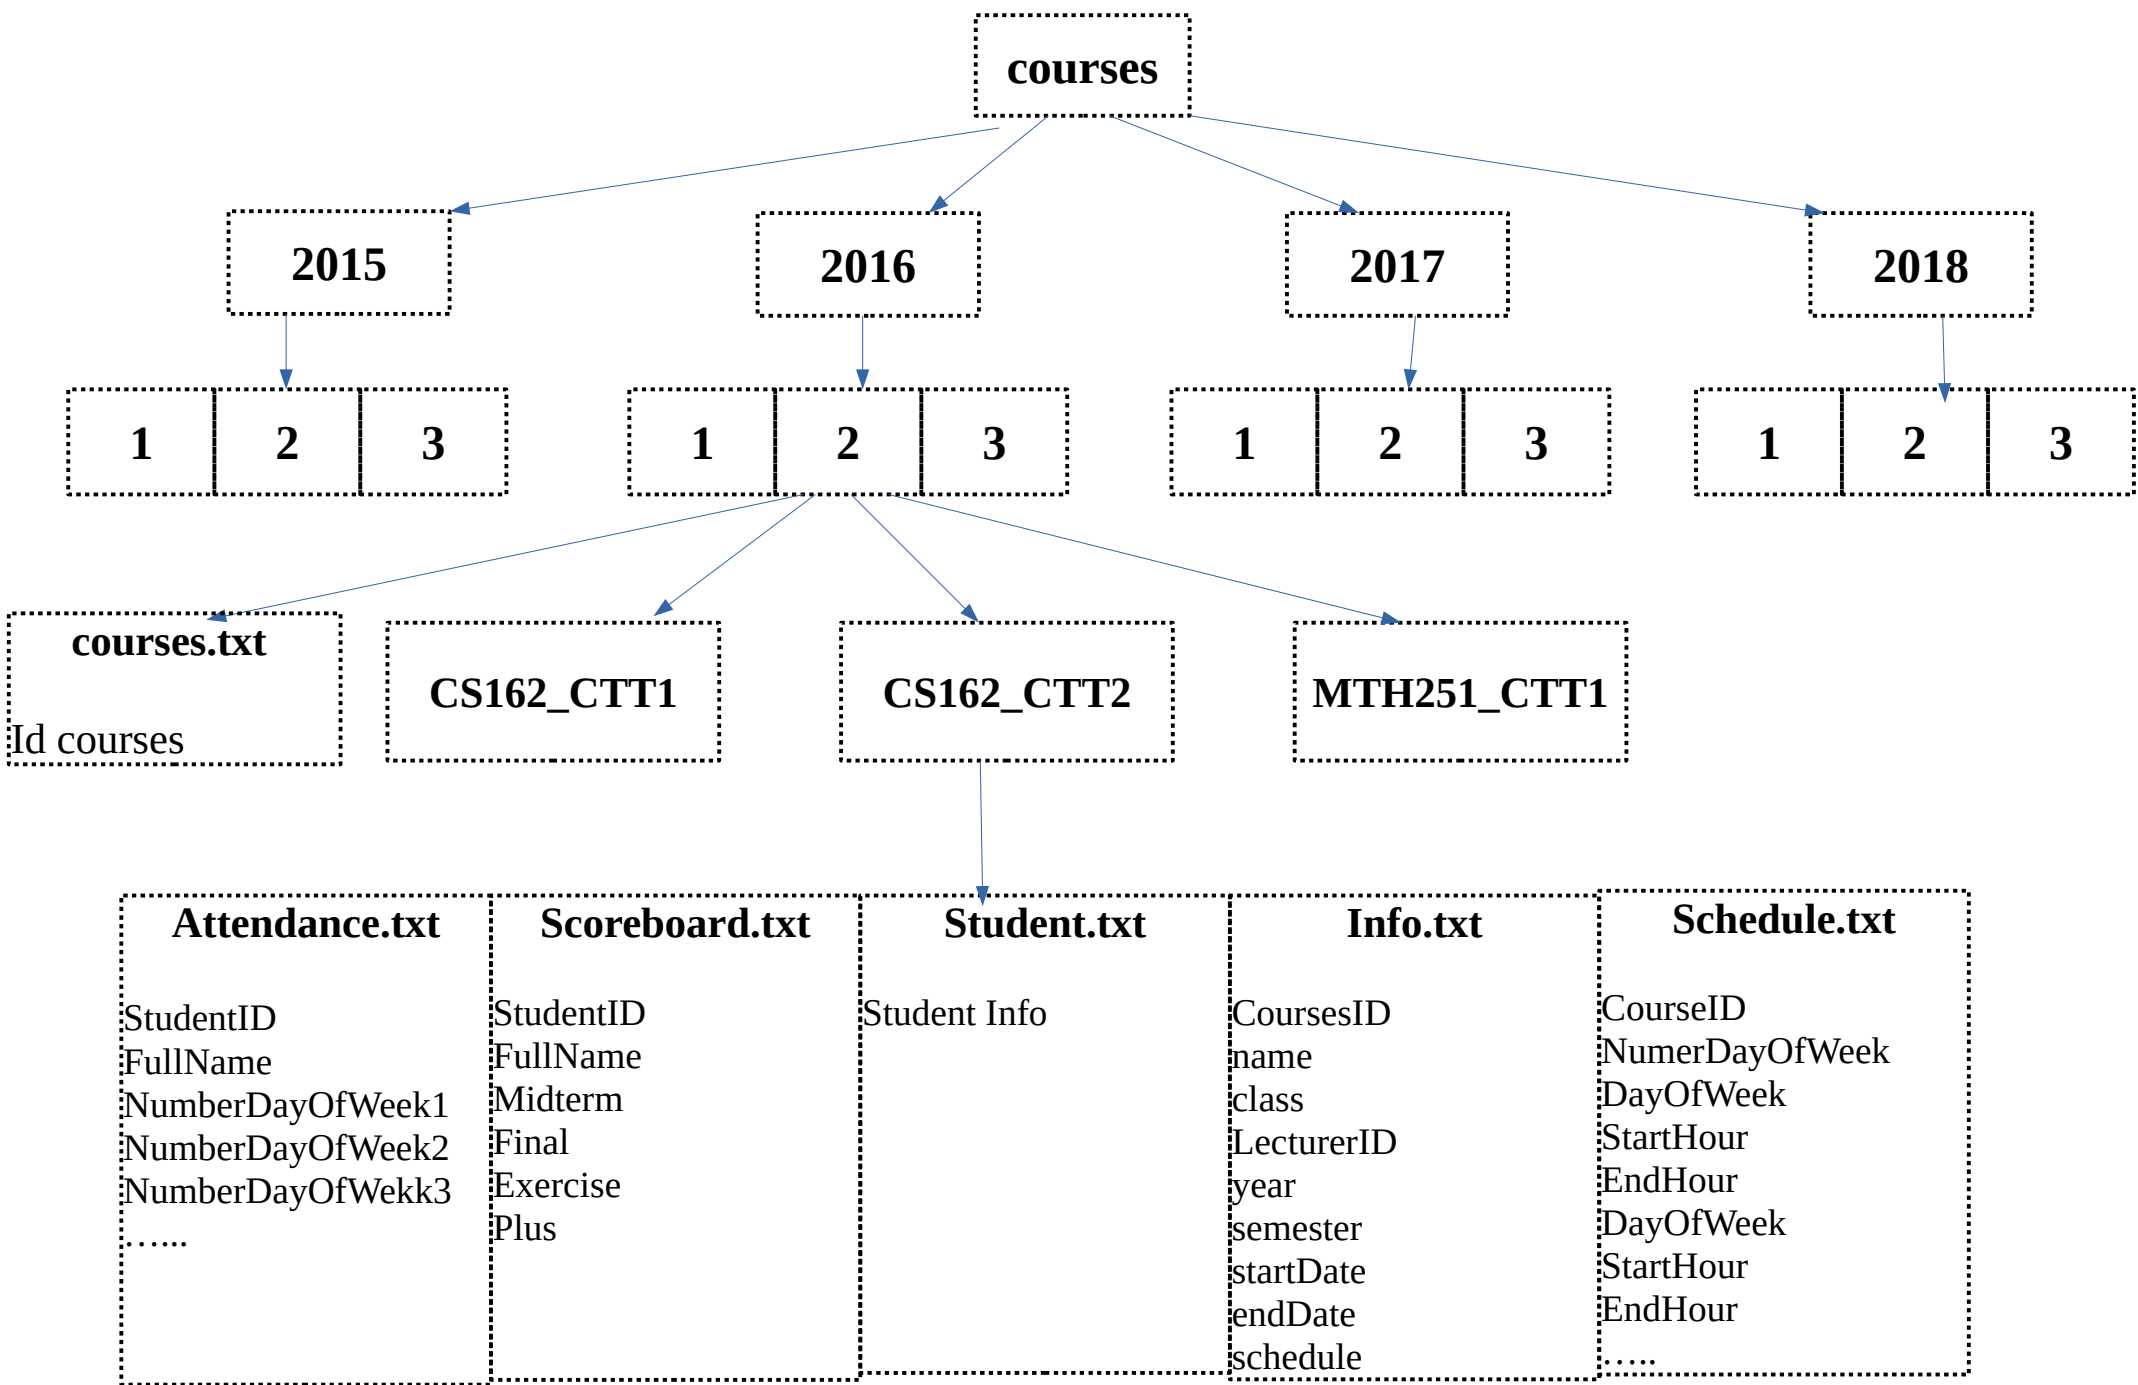 courses
2015
2016
2017
2018
1
2
3
1
2
3
1
2
3
1
2
3
courses.txt
Id courses
CS162_CTT1
CS162_CTT2
MTH251_CTT1
Attendance.txt
StudentID
FullName
NumberDayOfWeek1
NumberDayOfWeek2
NumberDayOfWekk3
…...
Scoreboard.txt
StudentID
FullName
Midterm
Final
Exercise
Plus
Student.txt
Student Info
Info.txt
CoursesID
name
class
LecturerID
year
semester
startDate
endDate
schedule
Schedule.txt
CourseID
NumerDayOfWeek
DayOfWeek
StartHour
EndHour
DayOfWeek
StartHour
EndHour
…..